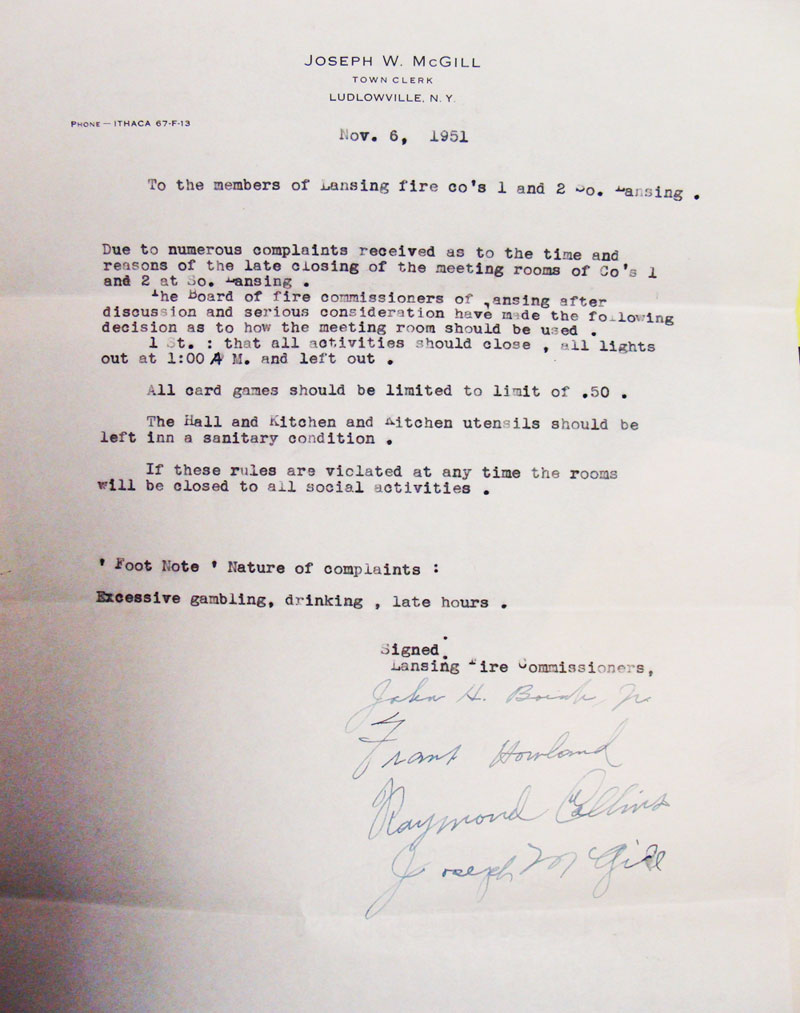 JOSEPH W. MCGILL
TOWN CLERK
LUDLOWVILLE, N. Y.
PHONE — ITHACA 67-F-13
Nov. 6, 1951
To the members of Lansing fire co's 1 and 2 So. Lansing .
Due to numerous complaints received as to the time and
reasons of the late closing of the meeting rooms of Co's 1
and 2 at So. Lansing .
The Board of fire commissioners of Lansing after
discussion and serious consideration have made the following
decision as to how the meeting room should be used .
1 St. : that all activities should close , all lights
out at 1:00 A M. and left out .
All card games should be limited to limit of .50 .
The Hall and Kitchen and Kitchen utensils should be
left inn a sanitary condition .
If these rules are violated at any time the rooms
will be closed to all social activities .
' Foot Note ' Nature of complaints :
Excessive gambling, drinking , late hours .
Signed.
Lansing Fire Commissioners,
John H.
Frank Howland
Raymond Collins
Joseph McGill